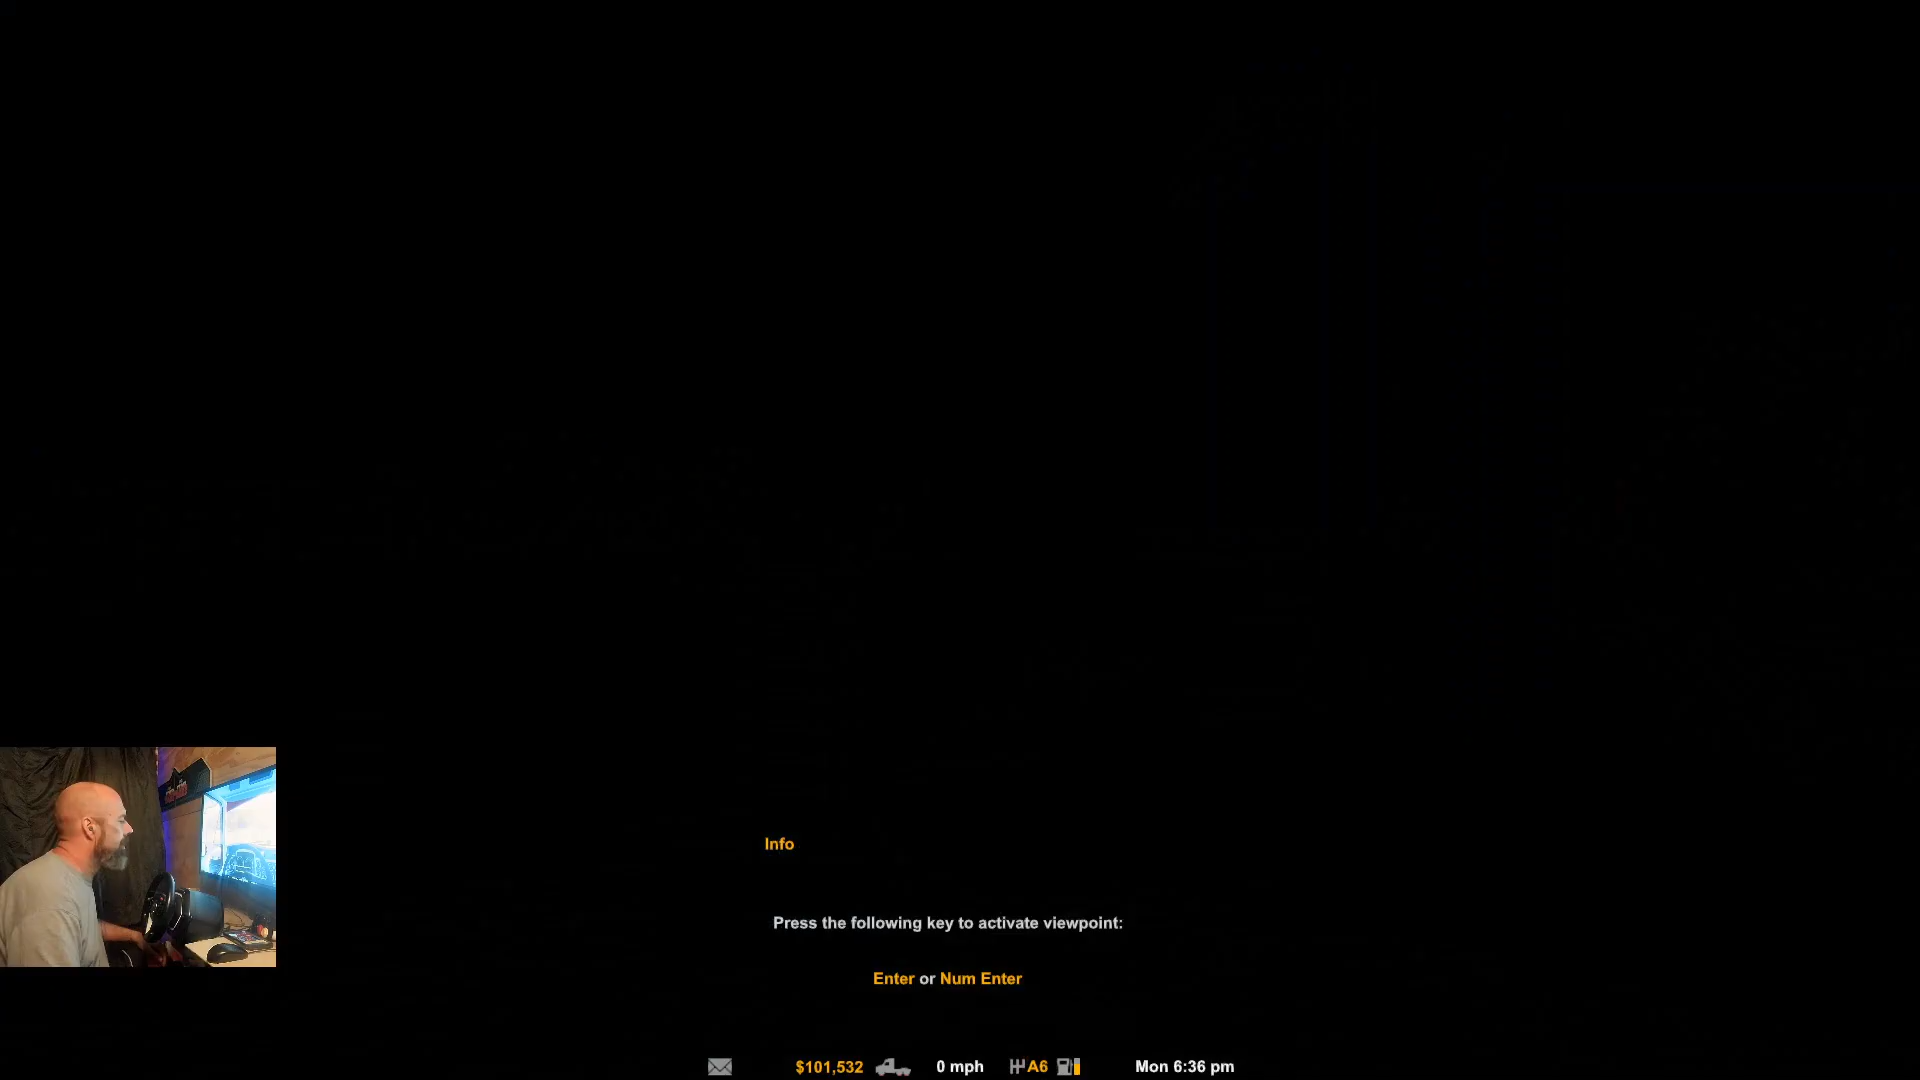 Info
Press the following key to activate viewpoint:
Enter or Num Enter
$101,532 0 mph A6 Mon 6:36 pm